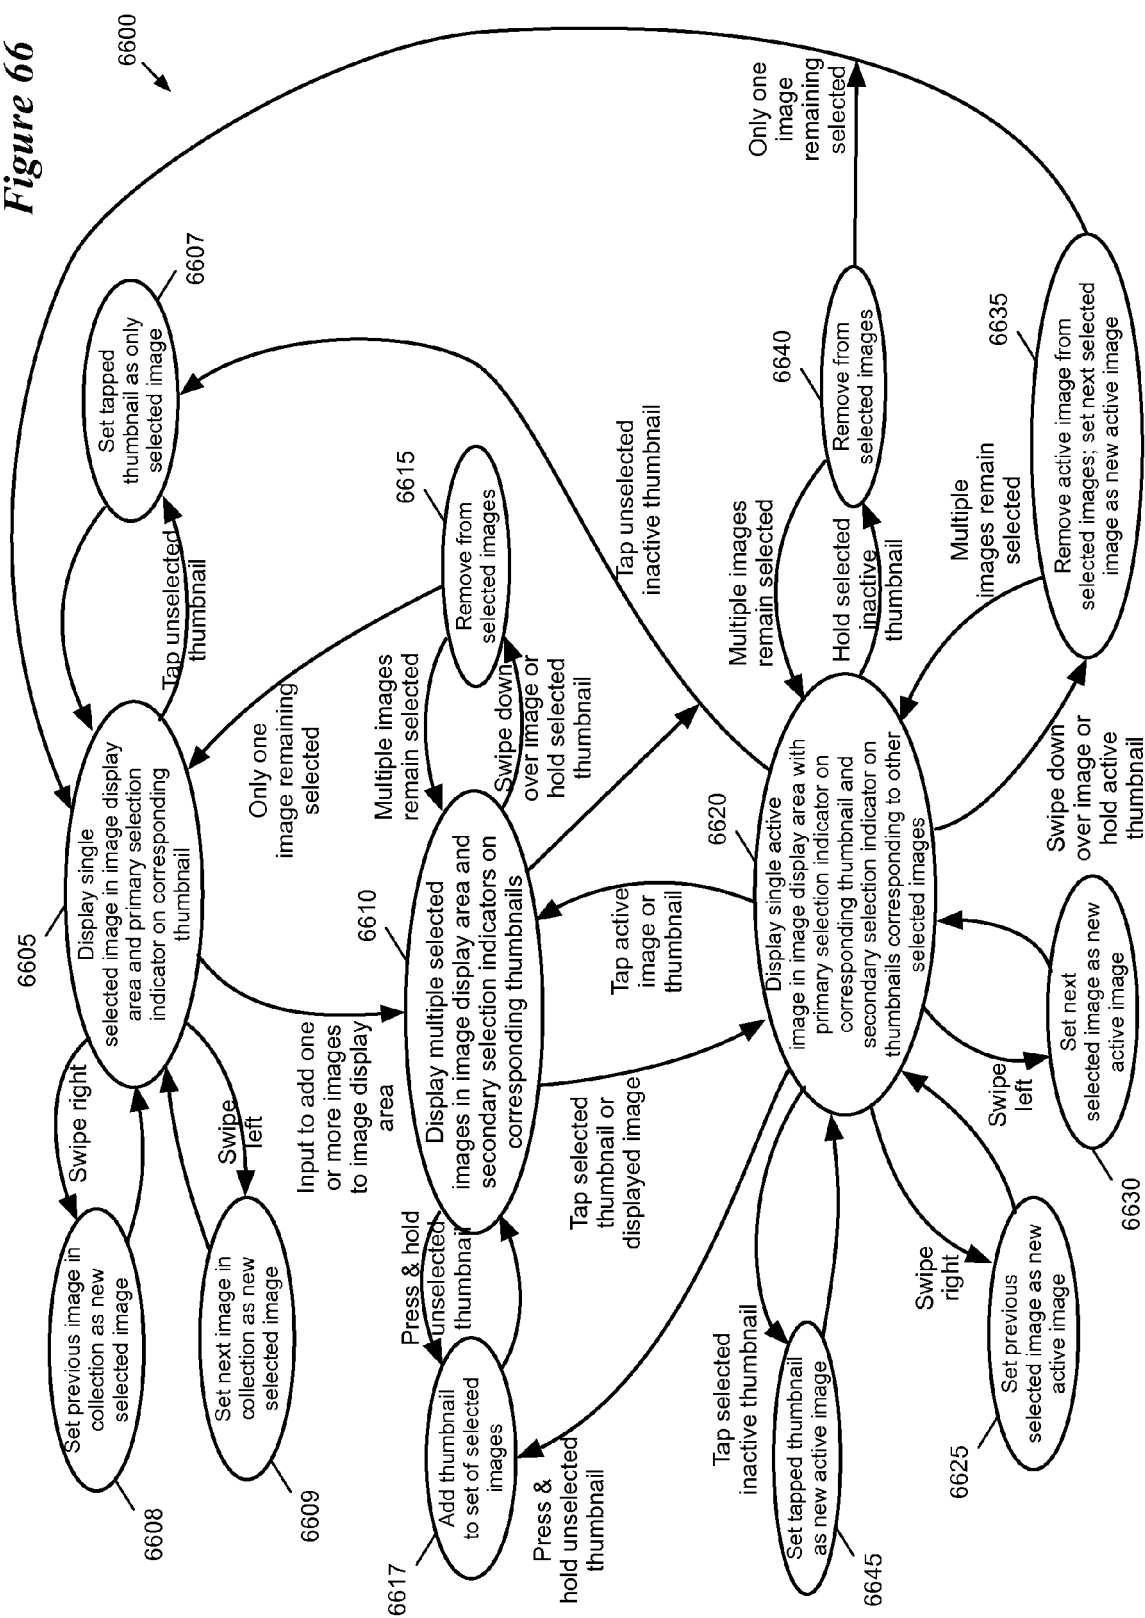 Figure 66
6600
6608
Set previous image in
collection as new
selected image
Swipe right
6605
Display single
selected image in image display
area and primary selection
indicator on corresponding
thumbnail
Tap unselected
thumbnail
Set tapped
thumbnail as only
selected image
6607
6609
Set next image in
collection as new
selected image
Swipe
left
Input to add one
or more images
to image display
area
Only one
image remaining
selected
6617
Add thumbnail
to set of selected
images
Press & hold
unselected
thumbnail
6610
Display multiple selected
images in image display area and
secondary selection indicators on
corresponding thumbnails
Multiple images
remain selected
Swipe down
over image or
hold selected
thumbnail
6615
Remove from
selected images
Press &
hold unselected
thumbnail
Tap selected
thumbnail or
displayed image
Tap active
image or
thumbnail
Tap unselected
inactive thumbnail
Tap selected
inactive thumbnail
6645
Set tapped thumbnail
as new active image
6620
Display single active
image in image display area with
primary selection indicator on
corresponding thumbnail and
secondary selection indicator on
thumbnails corresponding to other
selected images
Multiple images
remain selected
Hold selected
inactive
thumbnail
6640
Remove from
selected images
Only one
image
remaining
selected
6625
Set previous
selected image as new
active image
Swipe
right
Swipe
left
6630
Set next
selected image as new
active image
Swipe down
over image or
hold active
thumbnail
Multiple
images remain
selected
6635
Remove active image from
selected images; set next selected
image as new active image